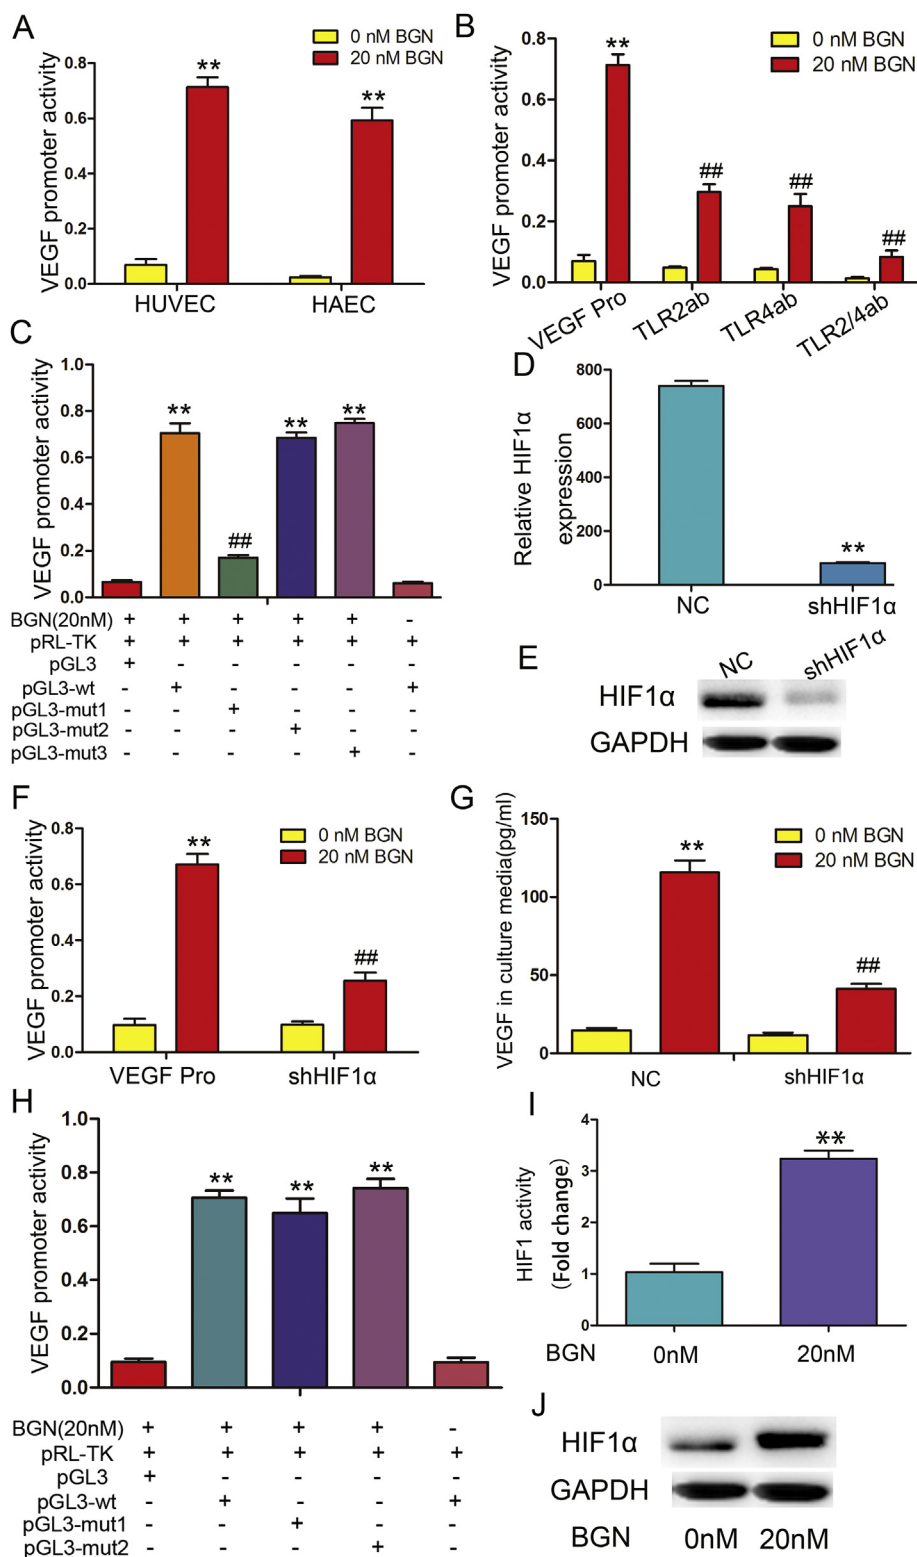 A
0 nM BGN
20 nM BGN
VEGF promoter activity
0.8
0.6
0.4
0.2
0.0
**
**
HUVEC
HAEC
B
0 nM BGN
20 nM BGN
VEGF promoter activity
0.8
0.6
0.4
0.2
0.0
**
##
##
##
VEGF Pro
TLR2ab
TLR4ab
TLR2/4ab
C
VEGF promoter activity
1.0
0.8
0.6
0.4
0.2
0.0
**
##
**
**
BGN(20nM) + + + + + -
pRL-TK + + + + + +
pGL3 + - - - - -
pGL3-wt - + - - - +
pGL3-mut1 - - + - - -
pGL3-mut2 - - - + - -
pGL3-mut3 - - - - + -
D
Relative HIF1α
expression
800
600
400
200
0
**
NC
shHIF1α
E
NC
shHIF1α
HIF1α
GAPDH
F
0 nM BGN
20 nM BGN
VEGF promoter activity
0.8
0.6
0.4
0.2
0.0
**
##
VEGF Pro
shHIF1α
G
0 nM BGN
20 nM BGN
VEGF in culture media(pg/ml)
150
100
50
0
**
##
NC
shHIF1α
H
VEGF promoter activity
1.0
0.8
0.6
0.4
0.2
0.0
**
**
**
BGN(20nM) + + + + -
pRL-TK + + + + +
pGL3 + - - - -
pGL3-wt - + - - +
pGL3-mut1 - - + - -
pGL3-mut2 - - - + -
I
HIF1 activity
(Fold change)
4
3
2
1
0
**
BGN
0nM
20nM
J
HIF1α
GAPDH
BGN 0nM 20nM